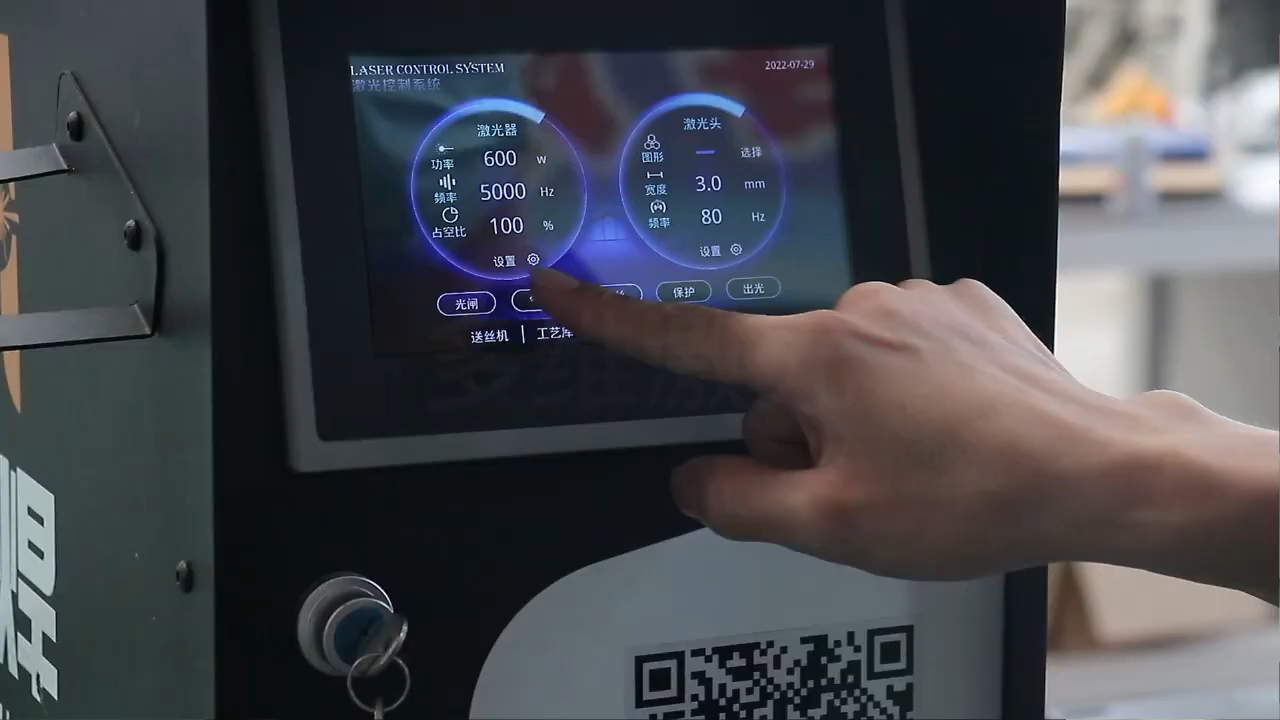 LASER CONTROL SYSTEM
激光控制系统
2022-07-29
激光器
功率 600 w
频率 5000 Hz
占空比 100 %
设置
激光头
图形 选择
宽度 3.0 mm
频率 80 Hz
设置
光闸
保护
出光
送丝机 | 工艺库
多维激